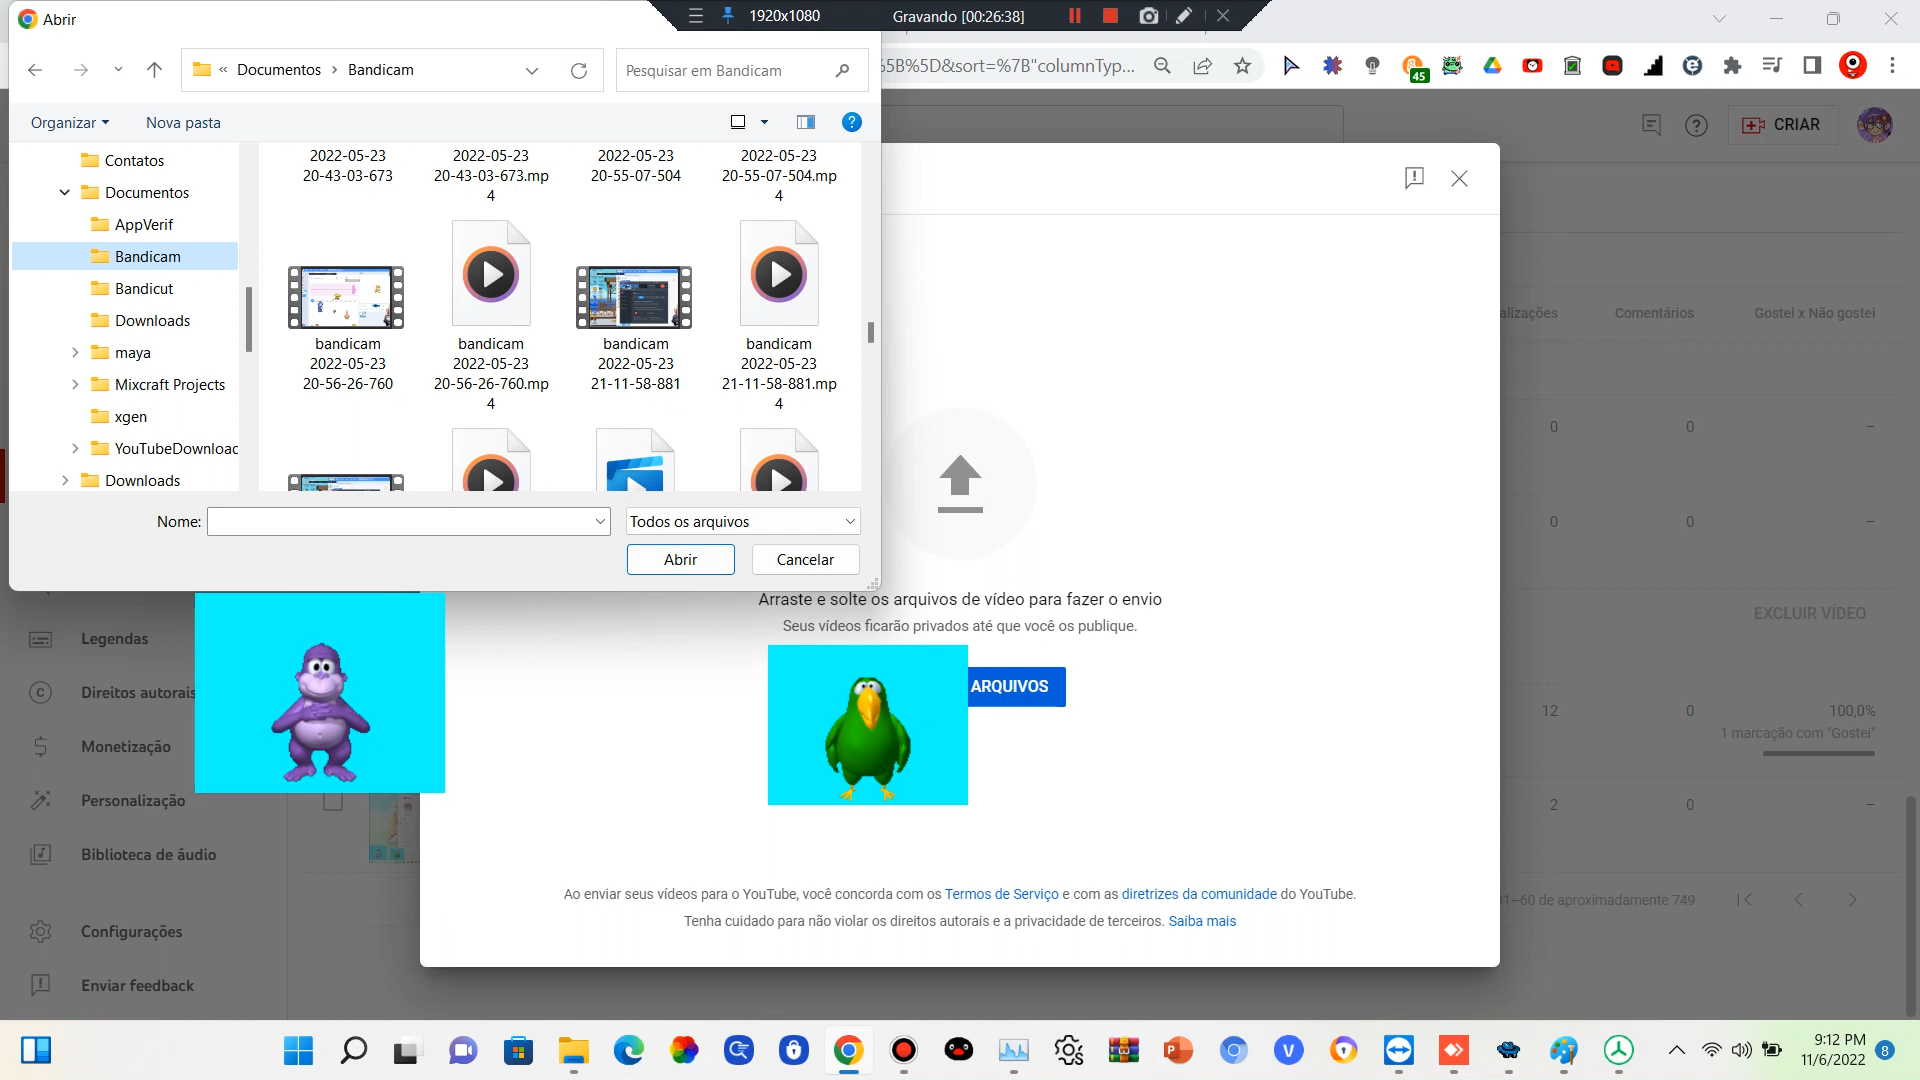 Abrir
1920x1080
Gravando [00:26:38]
« Documentos > Bandicam
Pesquisar em Bandicam
5B%5D&sort=%7B"columnTyp...
45
Organizar
Nova pasta
CRIAR
Contatos
Documentos
AppVerif
Bandicam
Bandicut
Downloads
maya
Mixcraft Projects
xgen
YouTubeDownloac
Downloads
2022-05-23
20-43-03-673
2022-05-23
20-43-03-673.mp
4
2022-05-23
20-55-07-504
2022-05-23
20-55-07-504.mp
4
bandicam
2022-05-23
20-56-26-760
bandicam
2022-05-23
20-56-26-760.mp
4
bandicam
2022-05-23
21-11-58-881
bandicam
2022-05-23
21-11-58-881.mp
4
Nome:
Todos os arquivos
Abrir
Cancelar
alizações
Comentários
Gostei x Não gostei
0
0
–
0
0
–
EXCLUIR VÍDEO
12
0
100,0%
1 marcação com "Gostei"
2
0
–
Arraste e solte os arquivos de vídeo para fazer o envio
Seus vídeos ficarão privados até que você os publique.
ARQUIVOS
Legendas
Direitos autorais
Monetização
Personalização
Biblioteca de áudio
Configurações
Enviar feedback
Ao enviar seus vídeos para o YouTube, você concorda com os Termos de Serviço e com as diretrizes da comunidade do YouTube.
Tenha cuidado para não violar os direitos autorais e a privacidade de terceiros. Saiba mais
1–60 de aproximadamente 749
9:12 PM
11/6/2022
8